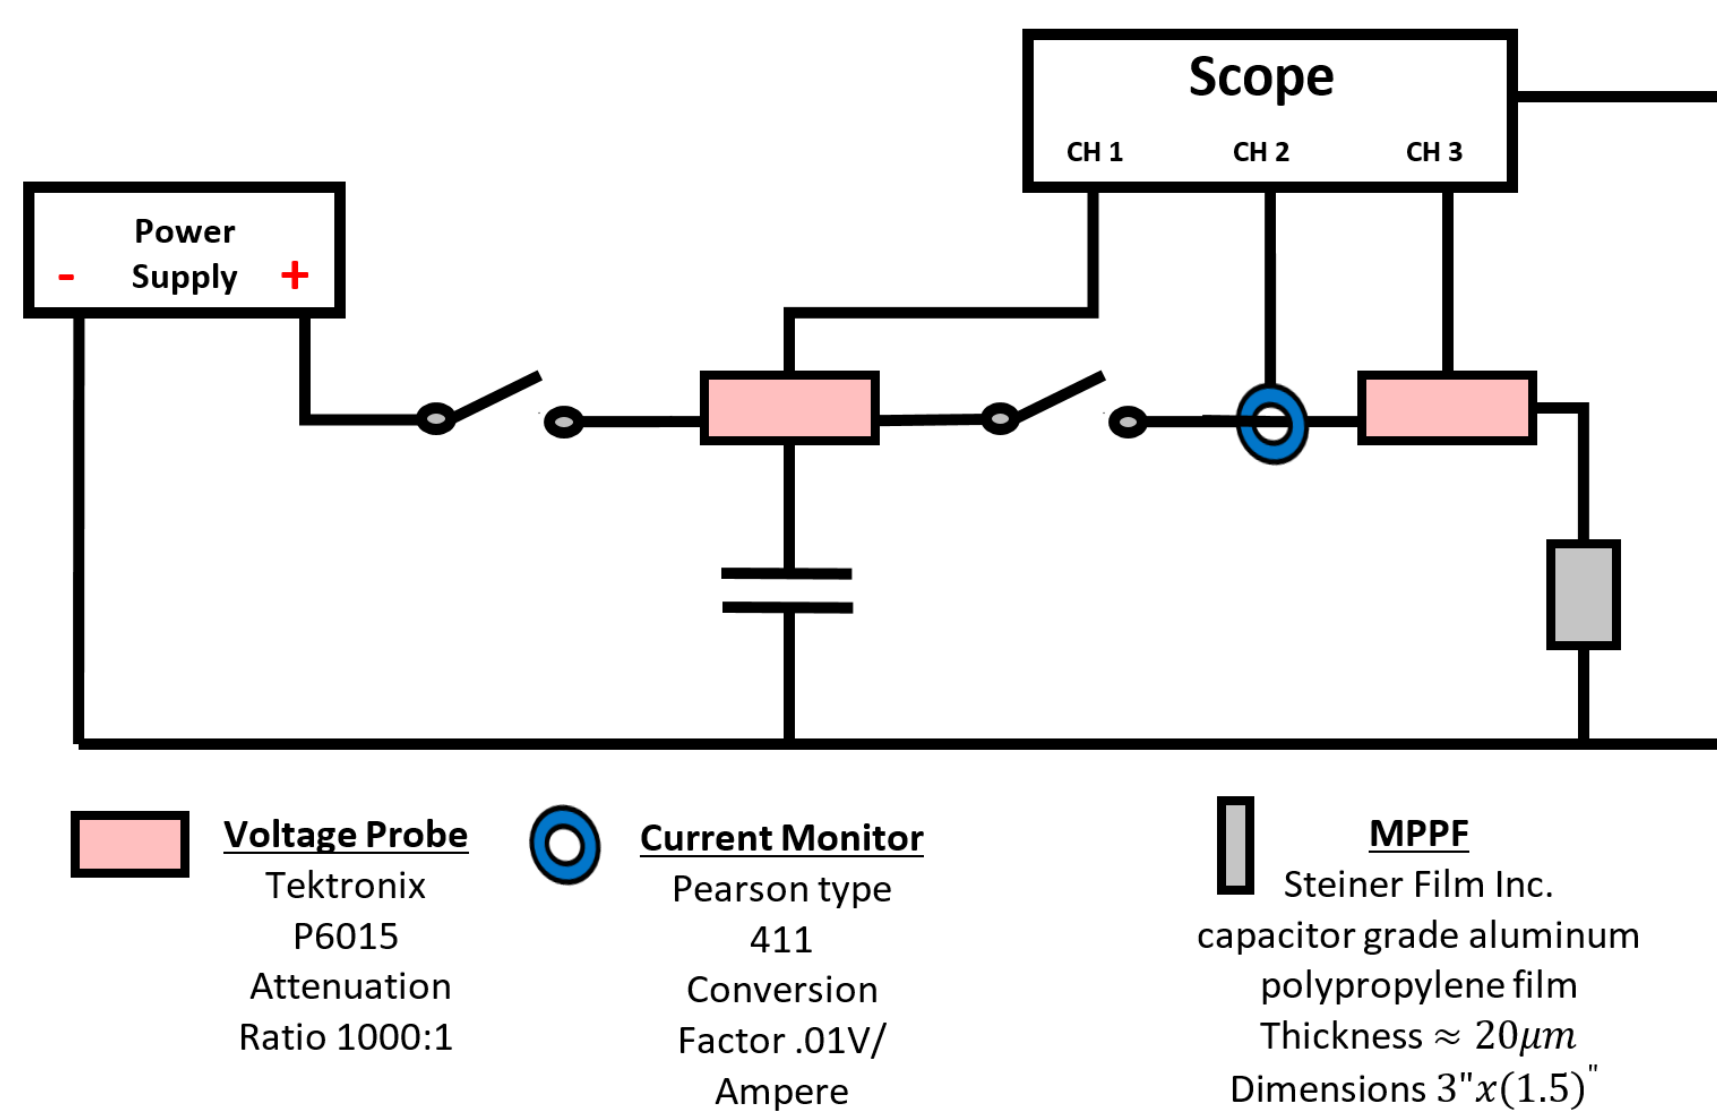 Scope
CH 1 CH 2 CH 3
Power
Supply
- +
Voltage Probe
Tektronix
P6015
Attenuation
Ratio 1000:1
Current Monitor
Pearson type
411
Conversion
Factor .01V/
Ampere
MPPF
Steiner Film Inc.
capacitor grade aluminum
polypropylene film
Thickness ≈ 20μm
Dimensions 3"x(1.5)"